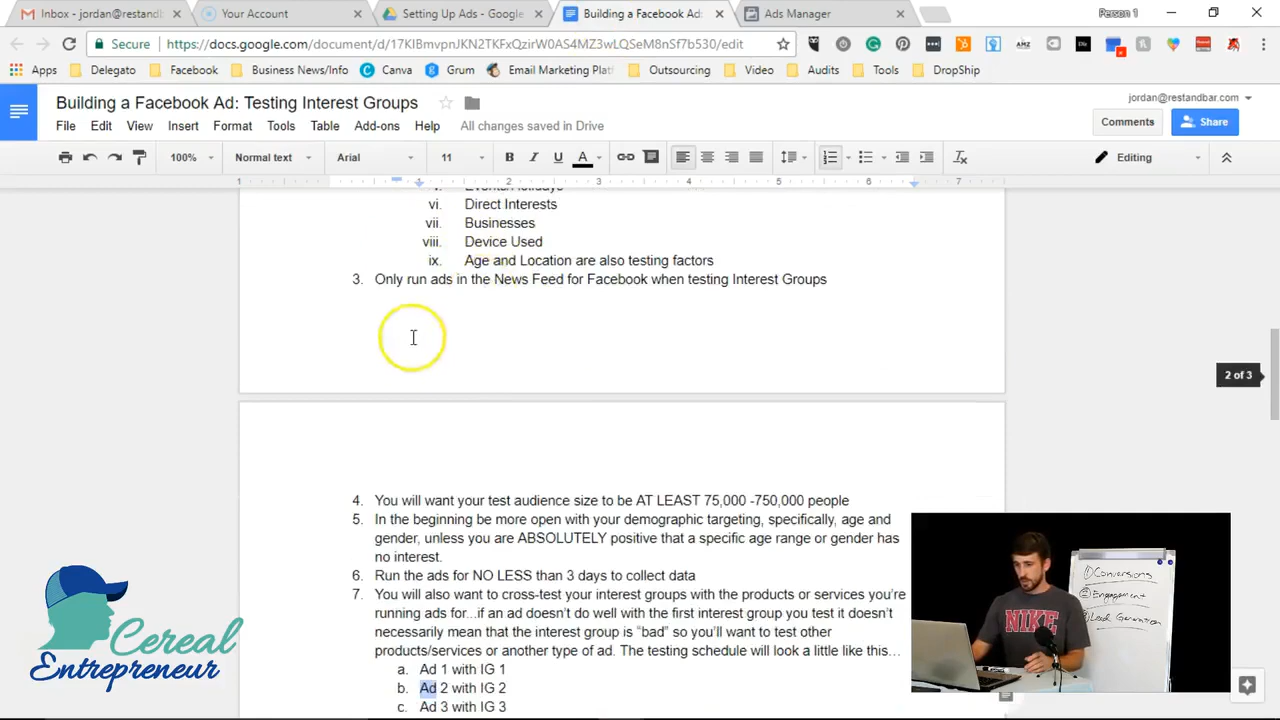 Inbox - jordan@restandb
Your Account
Setting Up Ads - Google
Building a Facebook Ad:
Ads Manager
Person 1
Secure
https://docs.google.com/document/d/17KIBmvpnJKN2TKFxQzirW0AS4MZ3wLQSeM8nSf7b530/edit
Apps
Delegato
Facebook
Business News/Info
Canva
Grum
Email Marketing Platf
Outsourcing
Video
Audits
Tools
DropShip
Building a Facebook Ad: Testing Interest Groups
jordan@restandbar.com
File Edit View Insert Format Tools Table Add-ons Help All changes saved in Drive
Comments
Share
100% Normal text Arial 11 B I U A Editing
1 1 2 3 4 5 6 7
v. Events/Holidays
vi. Direct Interests
vii. Businesses
viii. Device Used
ix. Age and Location are also testing factors
3. Only run ads in the News Feed for Facebook when testing Interest Groups
2 of 3
4. You will want your test audience size to be AT LEAST 75,000 -750,000 people
5. In the beginning be more open with your demographic targeting, specifically, age and
gender, unless you are ABSOLUTELY positive that a specific age range or gender has
no interest.
6. Run the ads for NO LESS than 3 days to collect data
7. You will also want to cross-test your interest groups with the products or services you're
running ads for...if an ad doesn't do well with the first interest group you test it doesn't
necessarily mean that the interest group is "bad" so you'll want to test other
products/services or another type of ad. The testing schedule will look a little like this...
a. Ad 1 with IG 1
b. Ad 2 with IG 2
c. Ad 3 with IG 3
Cereal
Entrepreneur
NIKE
① Conversions
② Engagement
Lead Generation